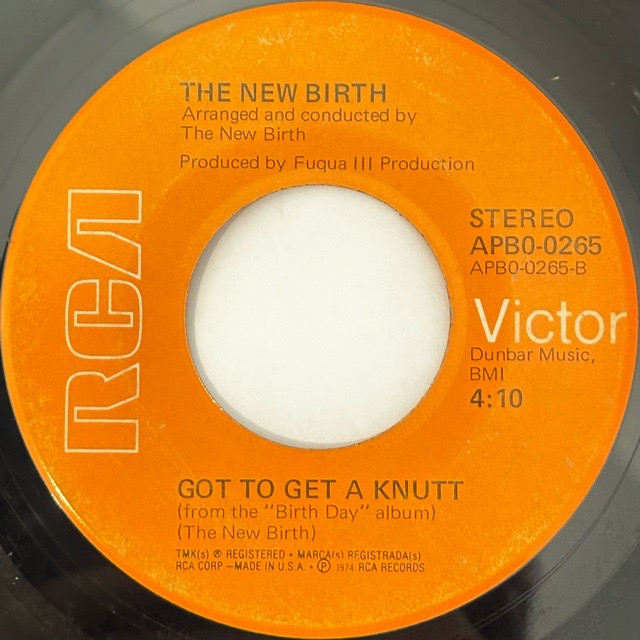 THE NEW BIRTH
Arranged and conducted by
The New Birth
Produced by Fuqua III Production
RCA
STEREO
APBO-0265
APBO-0265-B
Victor
Dunbar Music,
BMI
4:10
GOT TO GET A KNUTT
(from the "Birth Day" album)
(The New Birth)
TMK(s) ® REGISTERED • MARCA(s) REGISTRADA(s)
RCA CORP.–MADE IN U.S.A. • Ⓟ 1974 RCA RECORDS